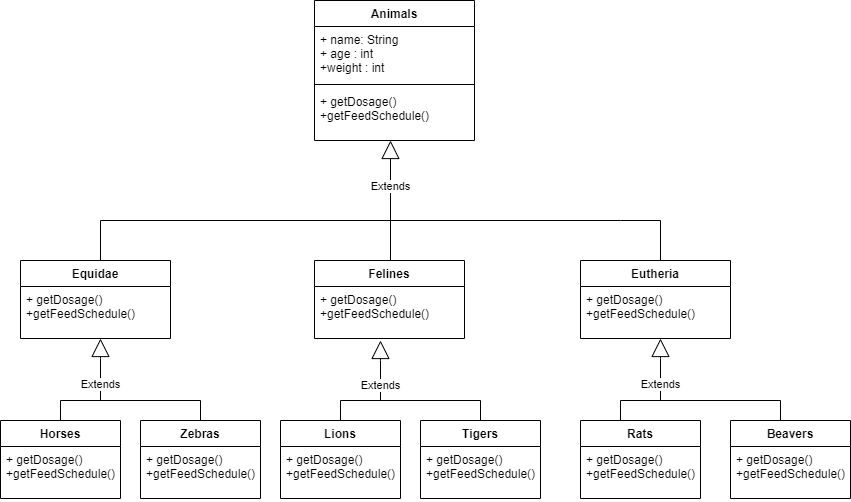 Animals
+ name: String
+ age : int
+weight : int
+ getDosage()
+getFeedSchedule()
Extends
Equidae
+ getDosage()
+getFeedSchedule()
Felines
+ getDosage()
+getFeedSchedule()
Eutheria
+ getDosage()
+getFeedSchedule()
Extends
Extends
Extends
Horses
+ getDosage()
+getFeedSchedule()
Zebras
+ getDosage()
+getFeedSchedule()
Lions
+ getDosage()
+getFeedSchedule()
Tigers
+ getDosage()
+getFeedSchedule()
Rats
+ getDosage()
+getFeedSchedule()
Beavers
+ getDosage()
+getFeedSchedule()